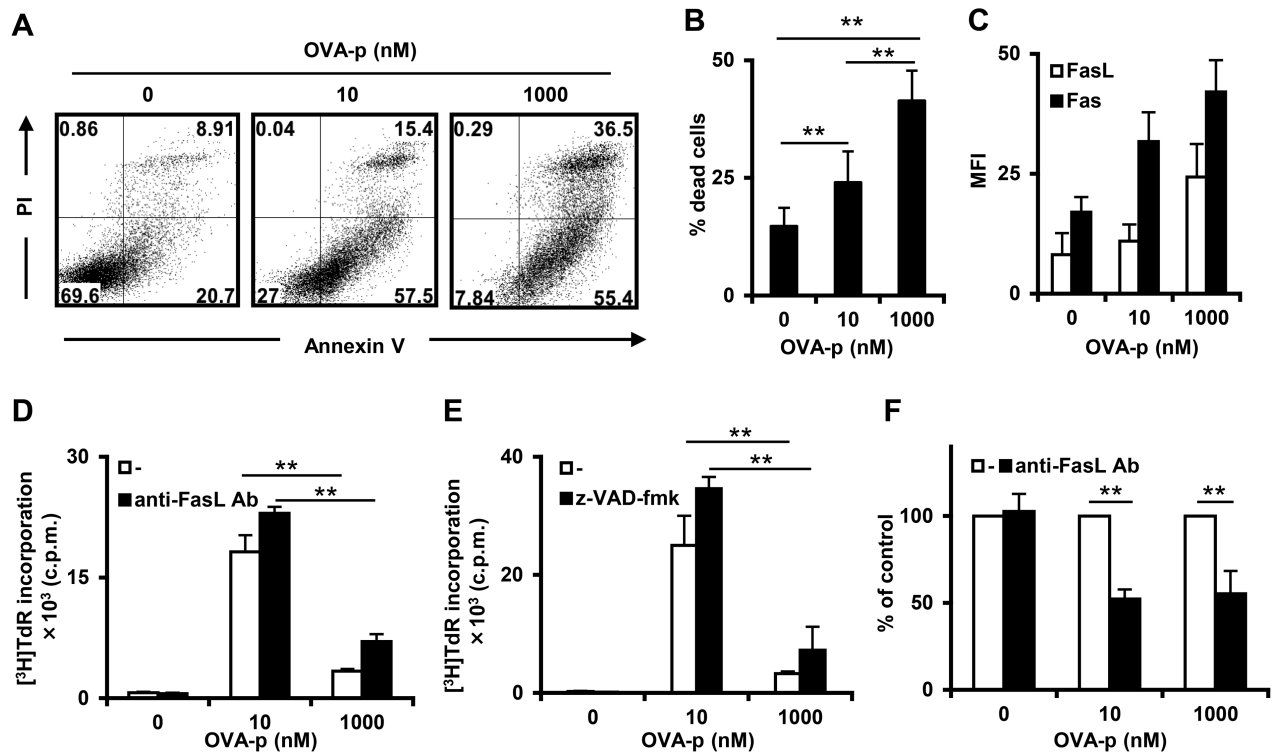 A
OVA-p (nM)
0 10 1000
PI
0.86 8.91
69.6 20.7
0.04 15.4
27 57.5
0.29 36.5
7.84 55.4
Annexin V
B
**
**
**
% dead cells
50
25
0
0 10 1000
OVA-p (nM)
C
FasL
Fas
MFI
50
25
0
0 10 1000
OVA-p (nM)
D
-
anti-FasL Ab
**
**
[³H]TdR incorporation
×10³ (c.p.m.)
30
15
0
0 10 1000
OVA-p (nM)
E
-
z-VAD-fmk
**
**
[³H]TdR incorporation
×10³ (c.p.m.)
40
20
0
0 10 1000
OVA-p (nM)
F
- anti-FasL Ab
** **
% of control
100
50
0
0 10 1000
OVA-p (nM)